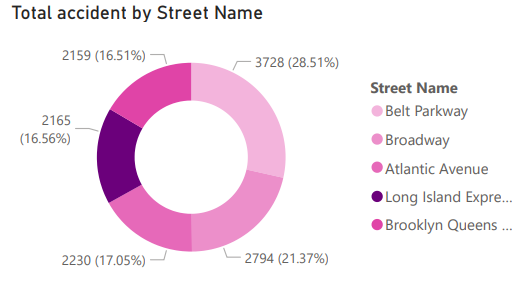 Total accident by Street Name
2159 (16.51%)
3728 (28.51%)
2165
(16.56%)
2230 (17.05%)
2794 (21.37%)
Street Name
Belt Parkway
Broadway
Atlantic Avenue
Long Island Expre...
Brooklyn Queens ...